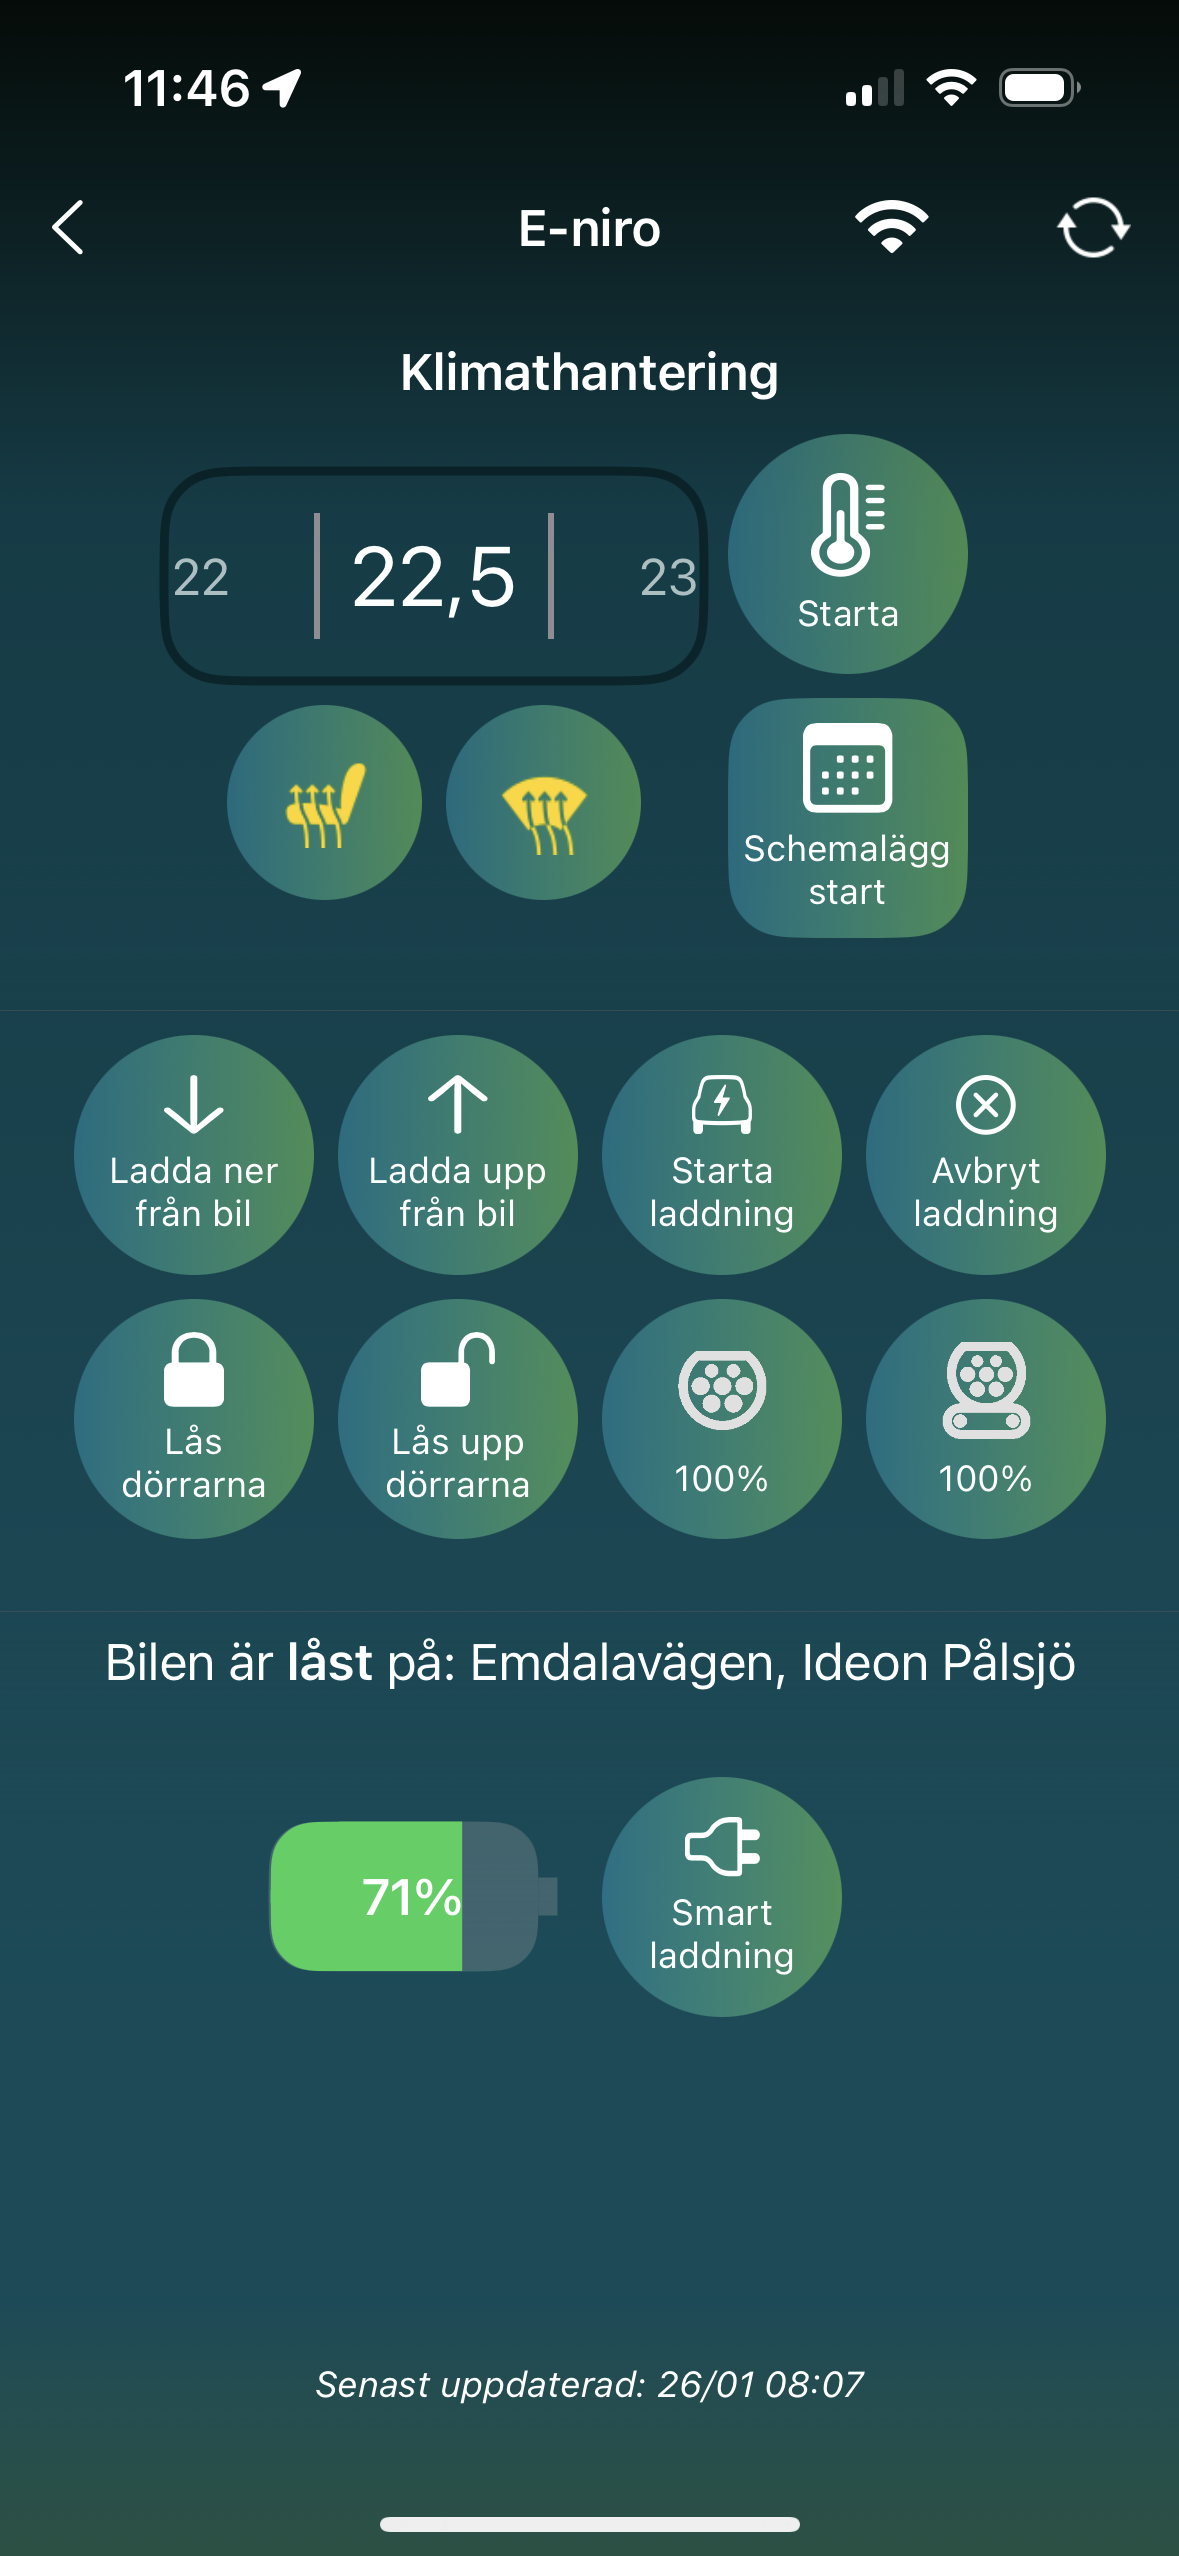 11:46
E-niro
Klimathantering
22
22,5
23
Starta
Schemalägg
start
Ladda ner
från bil
Ladda upp
från bil
Starta
laddning
Avbryt
laddning
Lås
dörrarna
Lås upp
dörrarna
100%
100%
Bilen är låst på: Emdalavägen, Ideon Pålsjö
71%
Smart
laddning
Senast uppdaterad: 26/01 08:07